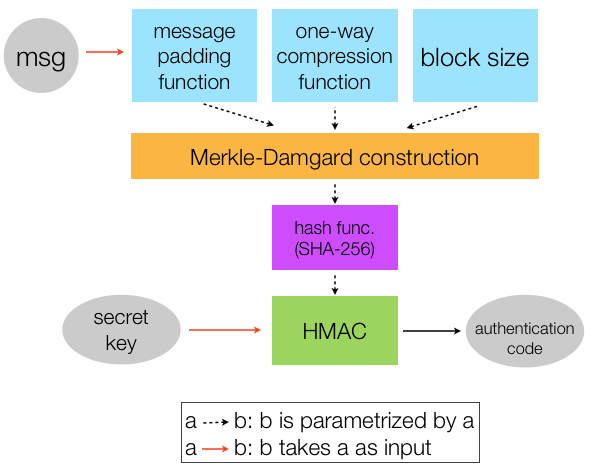 msg
message
padding
function
one-way
compression
function
block size
Merkle-Damgard construction
hash func.
(SHA-256)
secret
key
HMAC
authentication
code
a b: b is parametrized by a
a b: b takes a as input